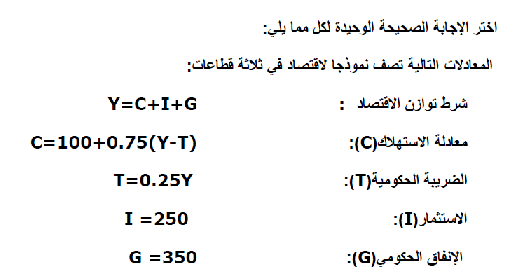 اختر الإجابة الصحيحة الوحيدة لكل مما يلي:
المعادلات التالية تصف نموذجا لاقتصاد في ثلاثة قطاعات:
شرط توازن الاقتصاد : Y=C+I+G
معادلة الاستهلاك(C): C=100+0.75(Y-T)
الضريبة الحكومية(T): T=0.25Y
الاستثمار(I): I =250
الإنفاق الحكومي(G): G =350